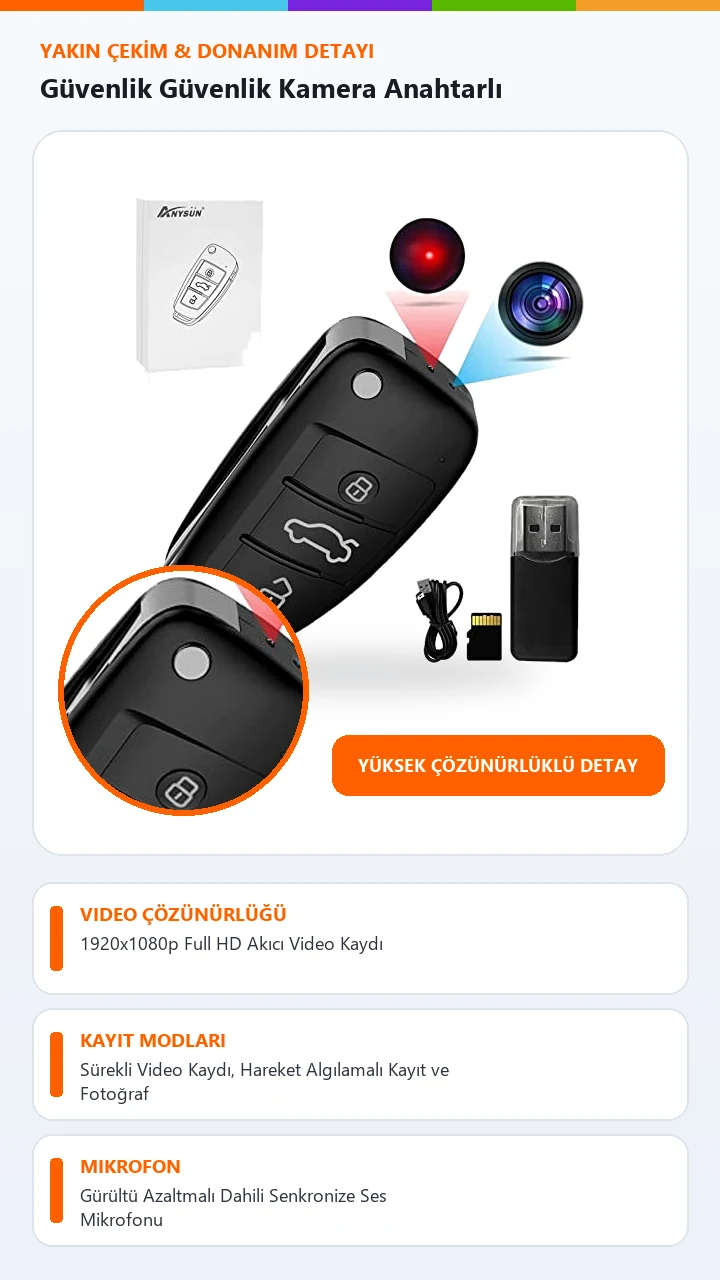 YAKIN ÇEKİM & DONANIM DETAYI
Güvenlik Güvenlik Kamera Anahtarlı
ANYSUN
YÜKSEK ÇÖZÜNÜRLÜKLÜ DETAY
VIDEO ÇÖZÜNÜRLÜĞÜ
1920x1080p Full HD Akıcı Video Kaydı
KAYIT MODLARI
Sürekli Video Kaydı, Hareket Algılamalı Kayıt ve
Fotoğraf
MIKROFON
Gürültü Azaltmalı Dahili Senkronize Ses
Mikrofonu